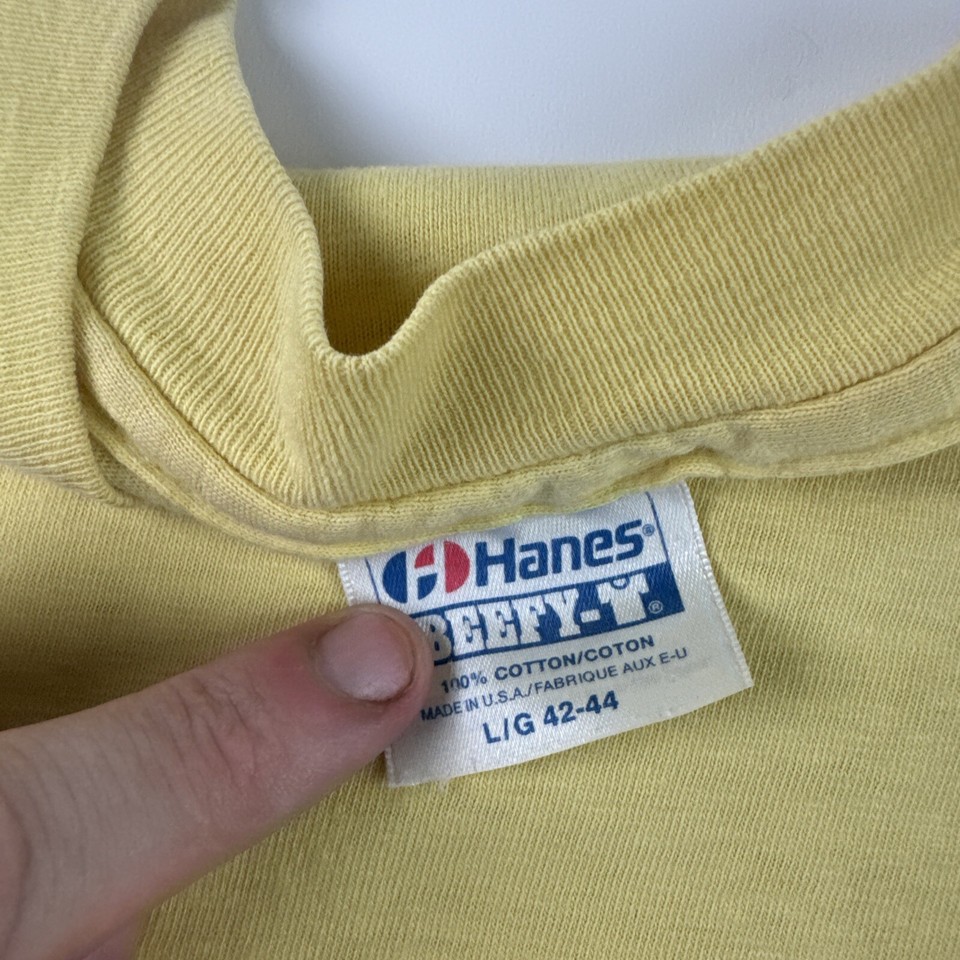 Hanes®
BEEFY-T®
100% COTTON/COTON
MADE IN U.S.A./FABRIQUE AUX E-U
L/G 42-44